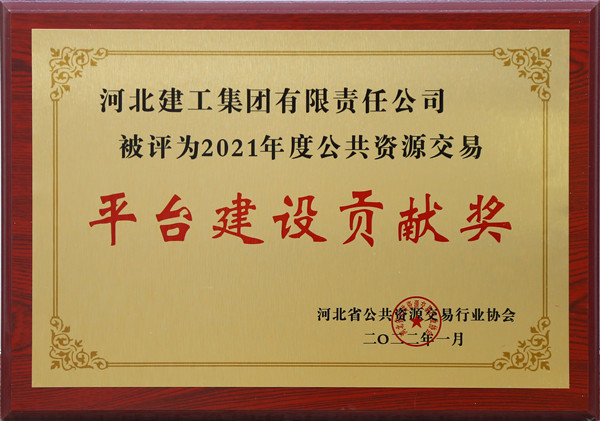 河北建工集团有限责任公司
被评为2021年度公共资源交易
平台建设贡献奖
河北省公共资源交易行业协会
二〇二二年一月